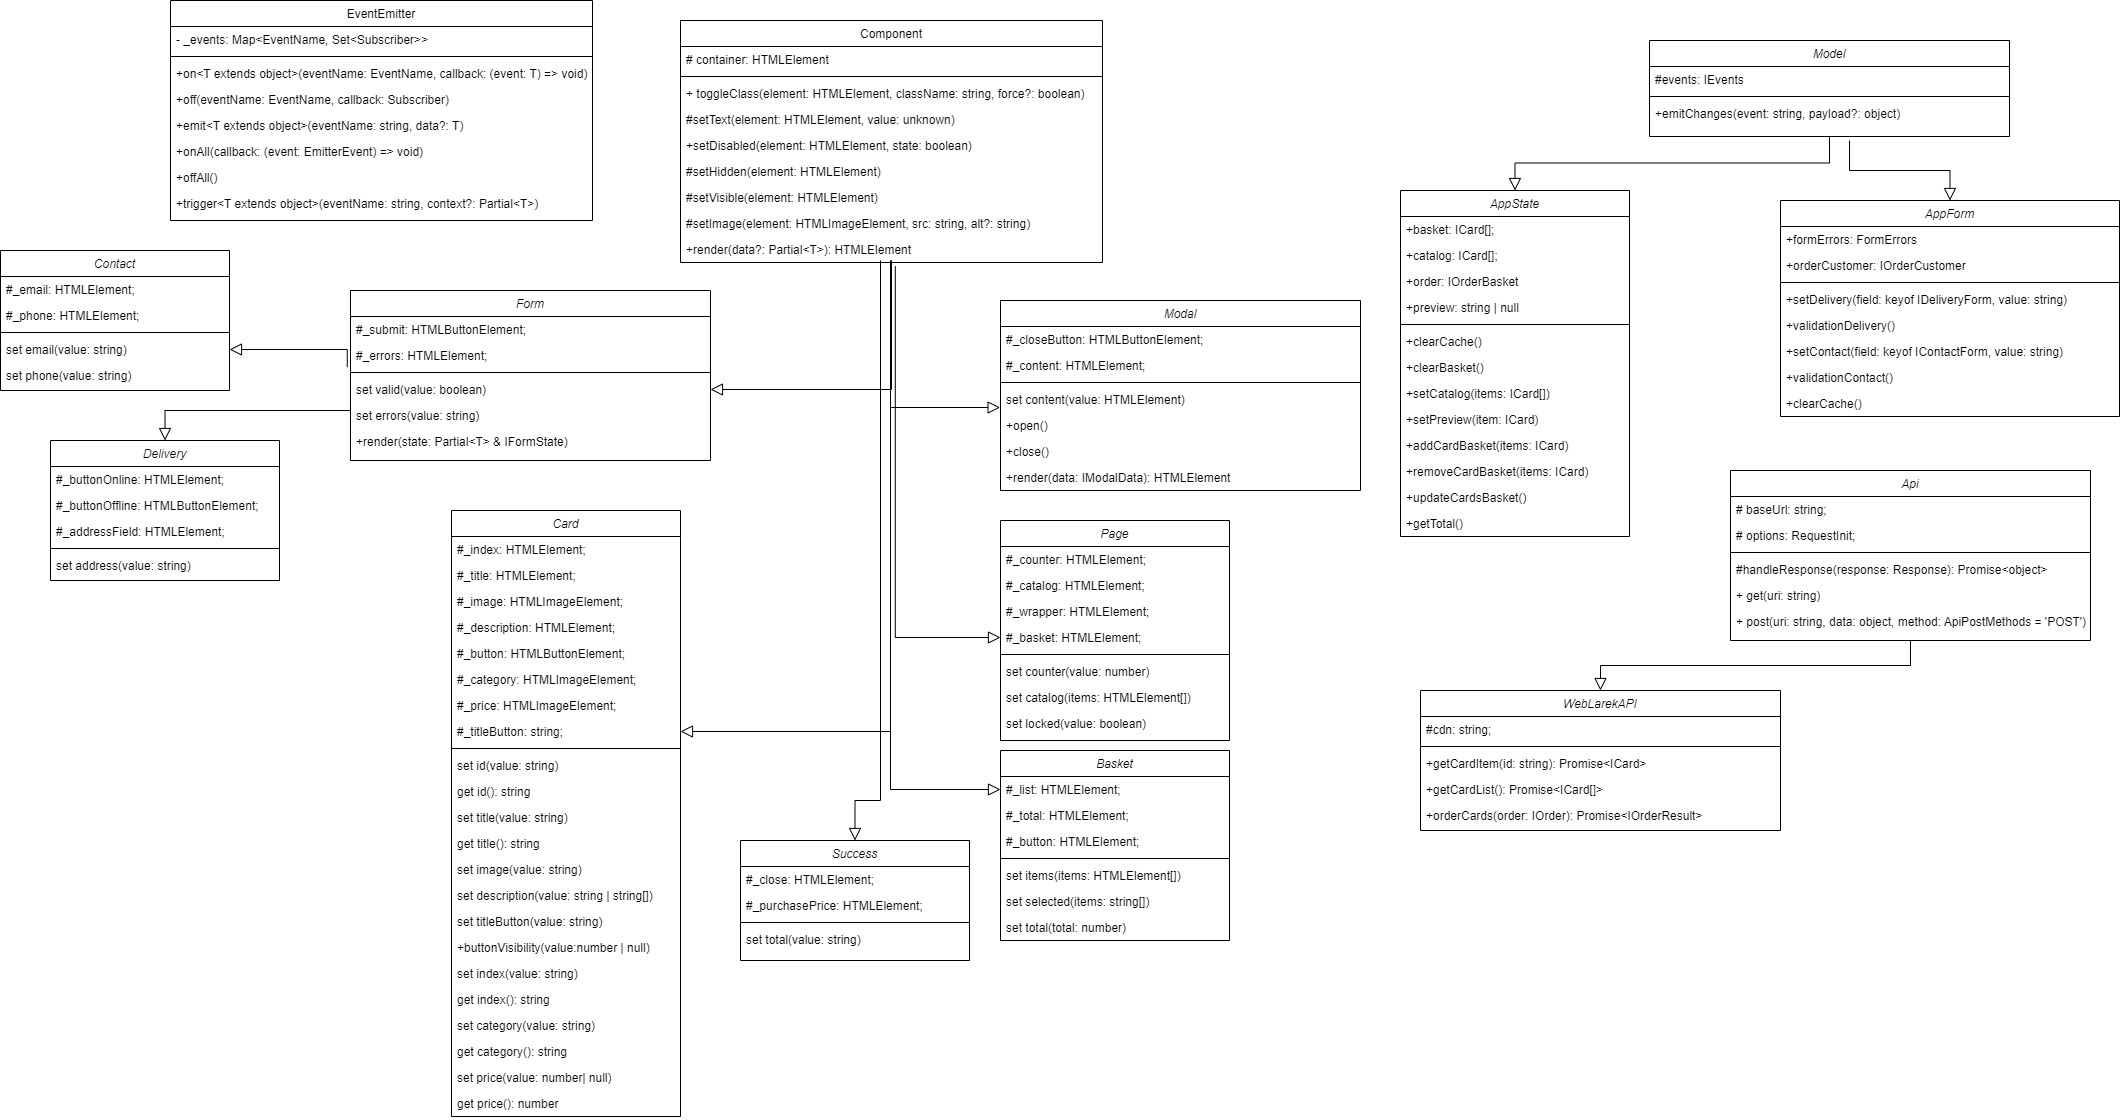 EventEmitter
- _events: Map<EventName, Set<Subscriber>>
+on<T extends object>(eventName: EventName, callback: (event: T) => void)
+off(eventName: EventName, callback: Subscriber)
+emit<T extends object>(eventName: string, data?: T)
+onAll(callback: (event: EmitterEvent) => void)
+offAll()
+trigger<T extends object>(eventName: string, context?: Partial<T>)
Component
# container: HTMLElement
+ toggleClass(element: HTMLElement, className: string, force?: boolean)
#setText(element: HTMLElement, value: unknown)
+setDisabled(element: HTMLElement, state: boolean)
#setHidden(element: HTMLElement)
#setVisible(element: HTMLElement)
#setImage(element: HTMLImageElement, src: string, alt?: string)
+render(data?: Partial<T>): HTMLElement
Model
#events: IEvents
+emitChanges(event: string, payload?: object)
AppState
+basket: ICard[];
+catalog: ICard[];
+order: IOrderBasket
+preview: string | null
+clearCache()
+clearBasket()
+setCatalog(items: ICard[])
+setPreview(item: ICard)
+addCardBasket(items: ICard)
+removeCardBasket(items: ICard)
+updateCardsBasket()
+getTotal()
AppForm
+formErrors: FormErrors
+orderCustomer: IOrderCustomer
+setDelivery(field: keyof IDeliveryForm, value: string)
+validationDelivery()
+setContact(field: keyof IContactForm, value: string)
+validationContact()
+clearCache()
Contact
#_email: HTMLElement;
#_phone: HTMLElement;
set email(value: string)
set phone(value: string)
Form
#_submit: HTMLButtonElement;
#_errors: HTMLElement;
set valid(value: boolean)
set errors(value: string)
+render(state: Partial<T> & IFormState)
Modal
#_closeButton: HTMLButtonElement;
#_content: HTMLElement;
set content(value: HTMLElement)
+open()
+close()
+render(data: IModalData): HTMLElement
Delivery
#_buttonOnline: HTMLElement;
#_buttonOffline: HTMLButtonElement;
#_addressField: HTMLElement;
set address(value: string)
Card
#_index: HTMLElement;
#_title: HTMLElement;
#_image: HTMLImageElement;
#_description: HTMLElement;
#_button: HTMLButtonElement;
#_category: HTMLImageElement;
#_price: HTMLImageElement;
#_titleButton: string;
set id(value: string)
get id(): string
set title(value: string)
get title(): string
set image(value: string)
set description(value: string | string[])
set titleButton(value: string)
+buttonVisibility(value:number | null)
set index(value: string)
get index(): string
set category(value: string)
get category(): string
set price(value: number| null)
get price(): number
Page
#_counter: HTMLElement;
#_catalog: HTMLElement;
#_wrapper: HTMLElement;
#_basket: HTMLElement;
set counter(value: number)
set catalog(items: HTMLElement[])
set locked(value: boolean)
Basket
#_list: HTMLElement;
#_total: HTMLElement;
#_button: HTMLElement;
set items(items: HTMLElement[])
set selected(items: string[])
set total(total: number)
Success
#_close: HTMLElement;
#_purchasePrice: HTMLElement;
set total(value: string)
Api
# baseUrl: string;
# options: RequestInit;
#handleResponse(response: Response): Promise<object>
+ get(uri: string)
+ post(uri: string, data: object, method: ApiPostMethods = 'POST')
WebLarekAPI
#cdn: string;
+getCardItem(id: string): Promise<ICard>
+getCardList(): Promise<ICard[]>
+orderCards(order: IOrder): Promise<IOrderResult>